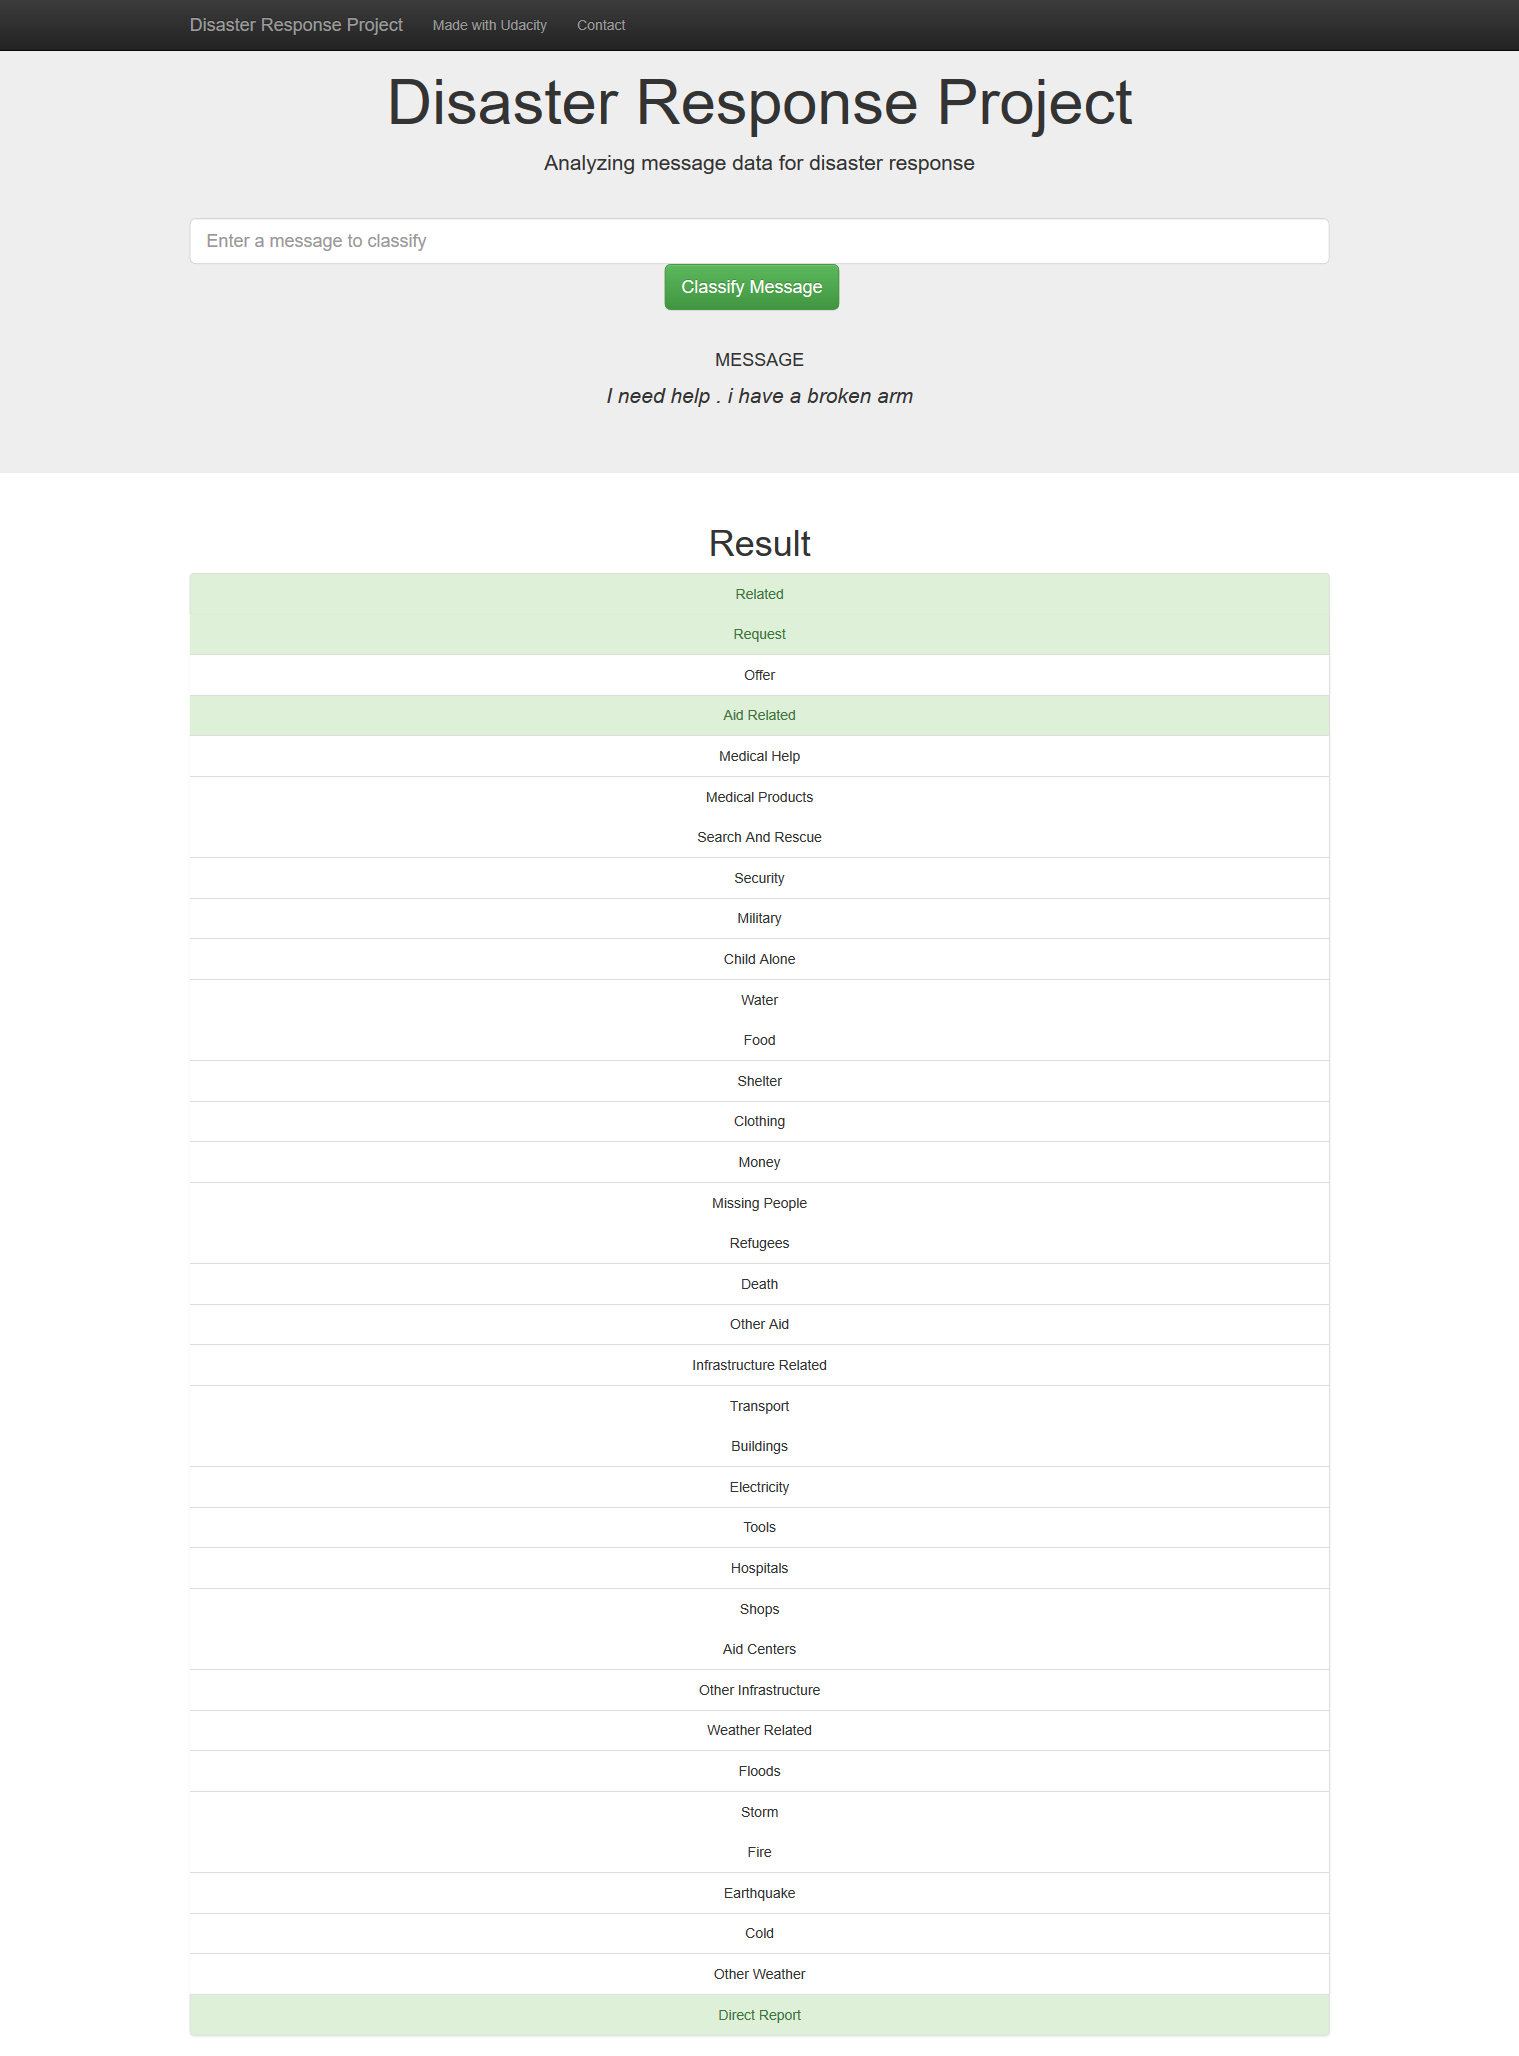 Disaster Response Project Made with Udacity Contact
Disaster Response Project
Analyzing message data for disaster response
Enter a message to classify
Classify Message
MESSAGE
I need help . i have a broken arm
Result
Related
Request
Offer
Aid Related
Medical Help
Medical Products
Search And Rescue
Security
Military
Child Alone
Water
Food
Shelter
Clothing
Money
Missing People
Refugees
Death
Other Aid
Infrastructure Related
Transport
Buildings
Electricity
Tools
Hospitals
Shops
Aid Centers
Other Infrastructure
Weather Related
Floods
Storm
Fire
Earthquake
Cold
Other Weather
Direct Report